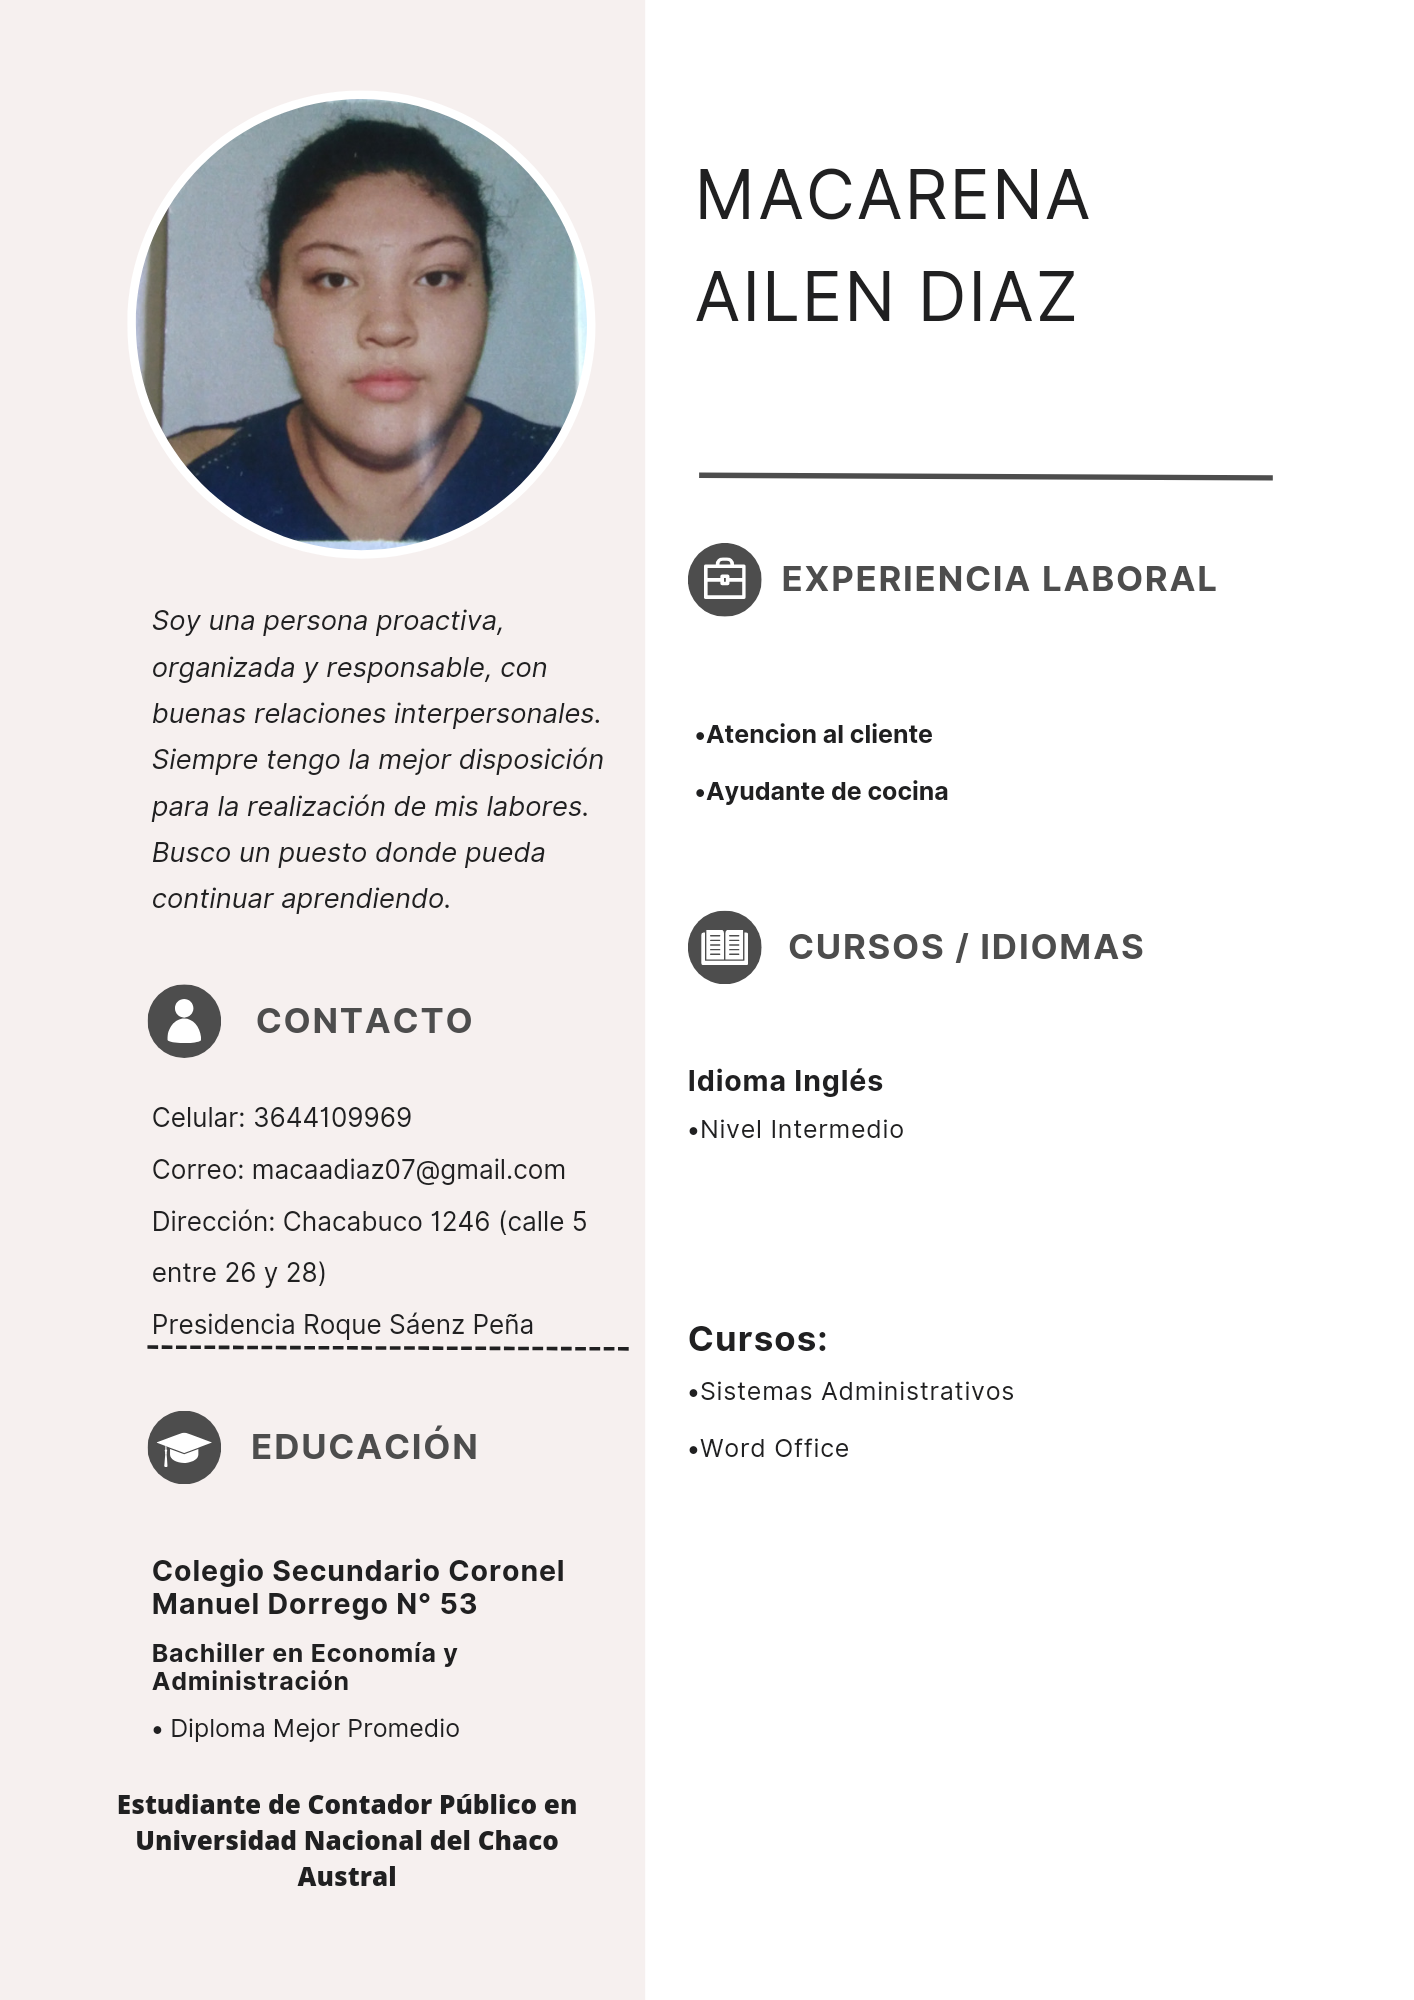 MACARENA
AILEN DIAZ
Soy una persona proactiva,
organizada y responsable, con
buenas relaciones interpersonales.
Siempre tengo la mejor disposición
para la realización de mis labores.
Busco un puesto donde pueda
continuar aprendiendo.
CONTACTO
Celular: 3644109969
Correo: macaadiaz07@gmail.com
Dirección: Chacabuco 1246 (calle 5
entre 26 y 28)
Presidencia Roque Sáenz Peña
EDUCACIÓN
Colegio Secundario Coronel
Manuel Dorrego N° 53
Bachiller en Economía y
Administración
• Diploma Mejor Promedio
Estudiante de Contador Público en
Universidad Nacional del Chaco
Austral
EXPERIENCIA LABORAL
•Atencion al cliente
•Ayudante de cocina
CURSOS / IDIOMAS
Idioma Inglés
•Nivel Intermedio
Cursos:
•Sistemas Administrativos
•Word Office